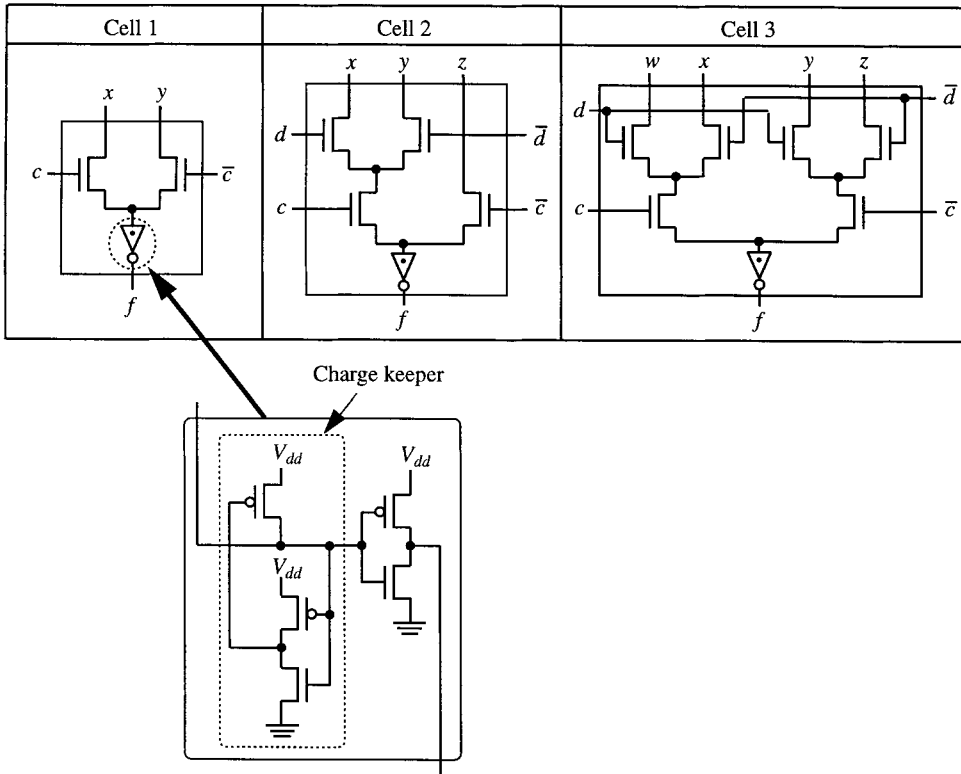 Cell 1 Cell 2 Cell 3
x y
c c̅
f
x y z
d d̅
c c̅
f
w x y z
d d̅
c c̅
f
Charge keeper
V_dd V_dd
V_dd